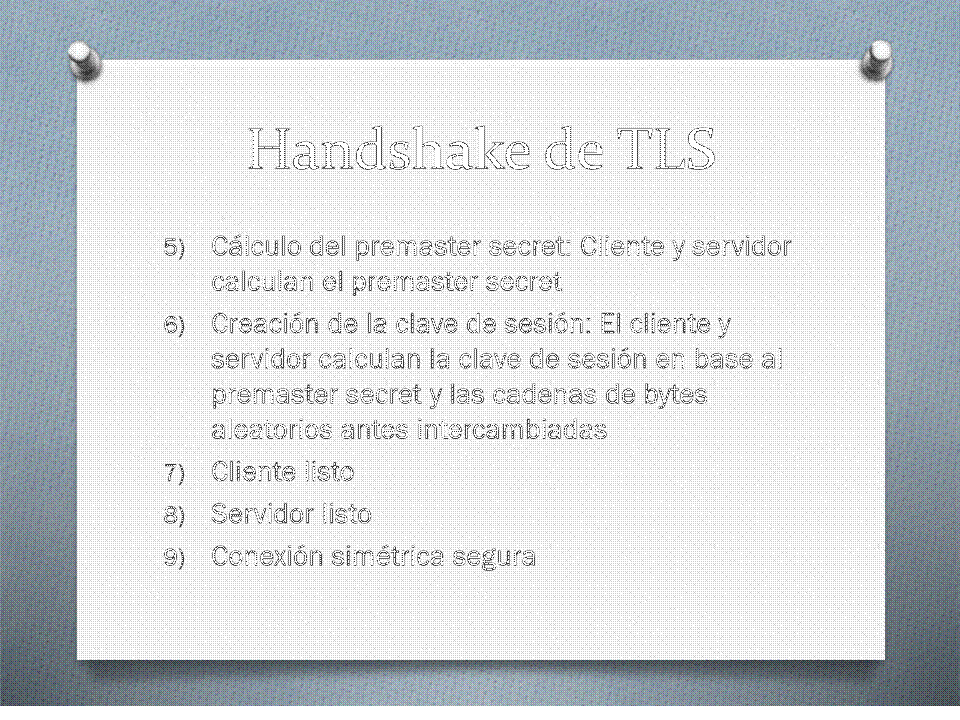 Handshake de TLS
5) Cálculo del premaster secret: Cliente y servidor
calculan el premaster secret
6) Creación de la clave de sesión: El cliente y
servidor calculan la clave de sesión en base al
premaster secret y las cadenas de bytes
aleatorios antes intercambiadas
7) Cliente listo
8) Servidor listo
9) Conexión simétrica segura